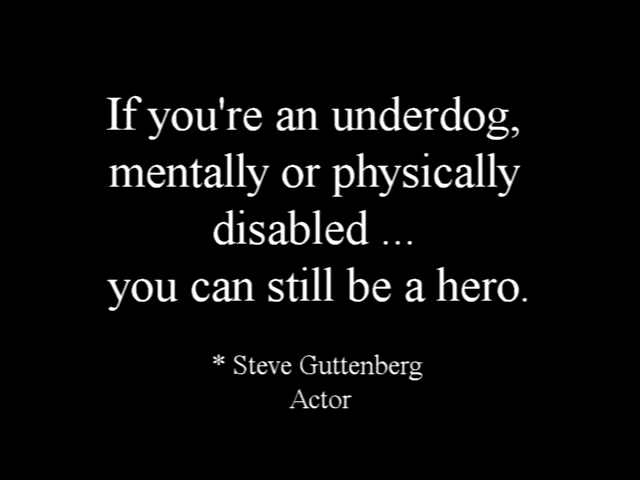 If you're an underdog,
mentally or physically
disabled ...
you can still be a hero.
* Steve Guttenberg
Actor